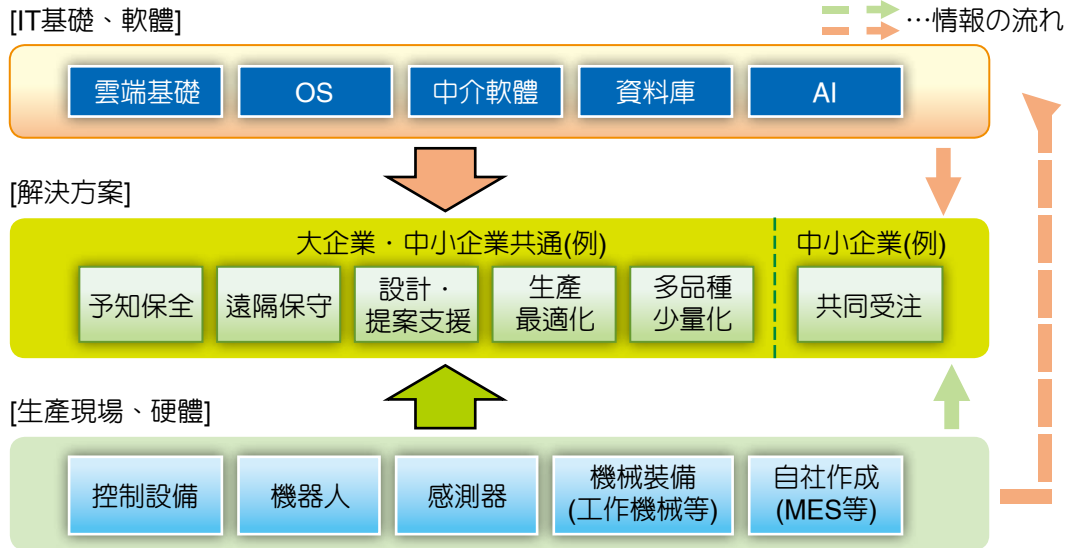 [IT基礎、軟體]
…情報の流れ
雲端基礎
OS
中介軟體
資料庫
AI
[解決方案]
大企業・中小企業共通(例)
中小企業(例)
予知保全
遠隔保守
設計・
提案支援
生產
最適化
多品種
少量化
共同受注
[生產現場、硬體]
控制設備
機器人
感測器
機械裝備
(工作機械等)
自社作成
(MES等)